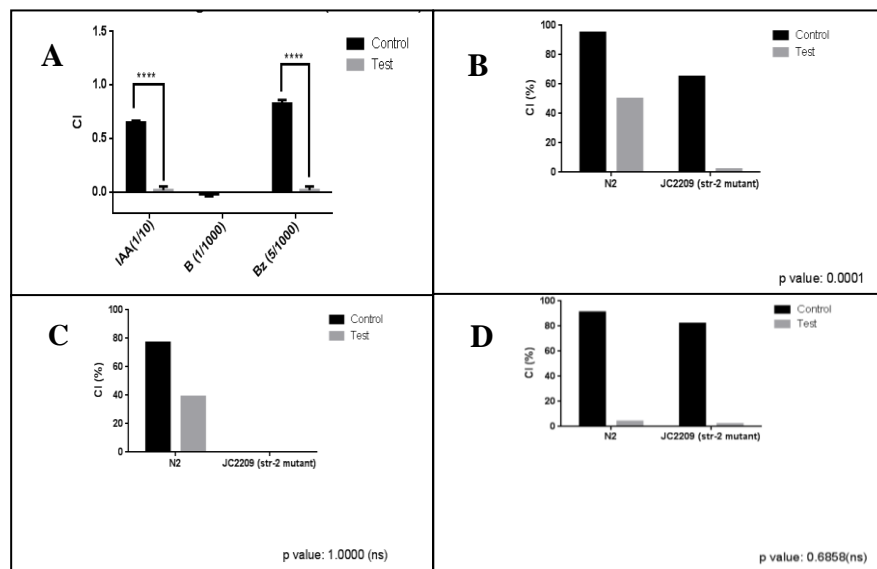 A
1.5
1.0
0.5
0.0
CI
****
****
Control
Test
IAA(1/10)
B (1/1000)
Bz (5/1000)
B
100
80
60
40
20
0
CI (%)
Control
Test
N2
JC2209 (str-2 mutant)
p value: 0.0001
C
100
80
60
40
20
0
CI (%)
Control
Test
N2
JC2209 (str-2 mutant)
p value: 1.0000 (ns)
D
100
80
60
40
20
0
CI (%)
Control
Test
N2
JC2209 (str-2 mutant)
p value: 0.6858(ns)